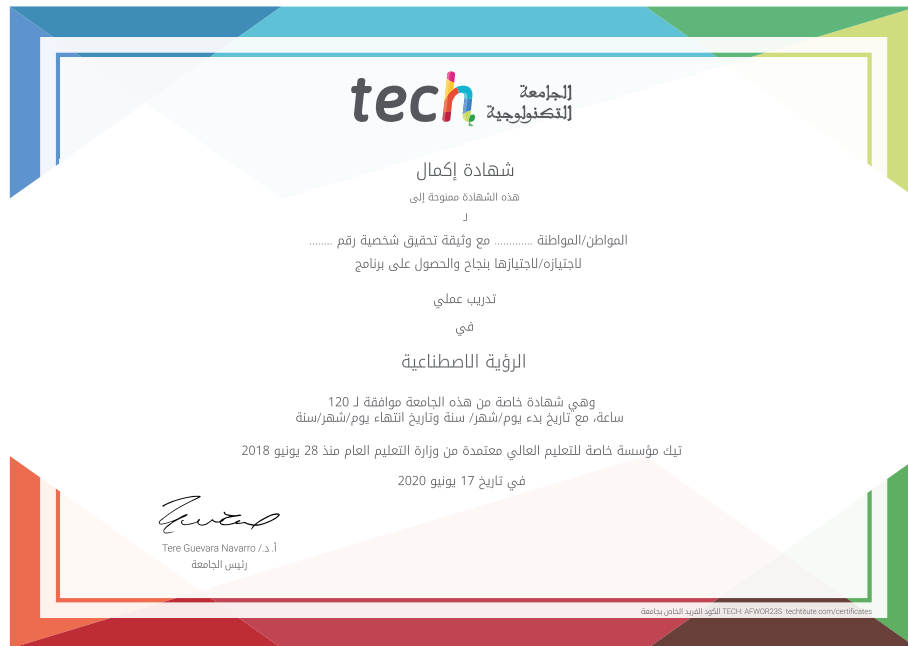 tech الجامعة
التكنولوجية
شهادة إكمال
هذه الشهادة ممنوحة إلى
لـ
المواطن/المواطنة ............. مع وثيقة تحقيق شخصية رقم ........
لاجتيازه/لاجتيازها بنجاح والحصول على برنامج
تدريب عملي
في
الرؤية الاصطناعية
وهي شهادة خاصة من هذه الجامعة موافقة لـ 120
ساعة، مع تاريخ بدء يوم/شهر/ سنة وتاريخ انتهاء يوم/شهر/سنة
تيك مؤسسة خاصة للتعليم العالي معتمدة من وزارة التعليم العام منذ 28 يونيو 2018
في تاريخ 17 يونيو 2020
أ. د./ Tere Guevara Navarro
رئيس الجامعة
الكود الفريد الخاص بجامعة TECH: AFWOR23S techtitute.com/certificates